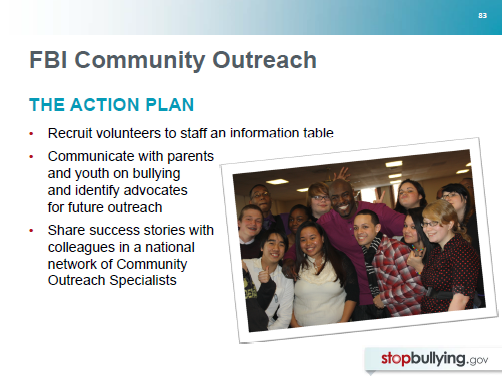 83
FBI Community Outreach
THE ACTION PLAN
• Recruit volunteers to staff an information table
• Communicate with parents
and youth on bullying
and identify advocates
for future outreach
• Share success stories with
colleagues in a national
network of Community
Outreach Specialists
stopbullying.gov